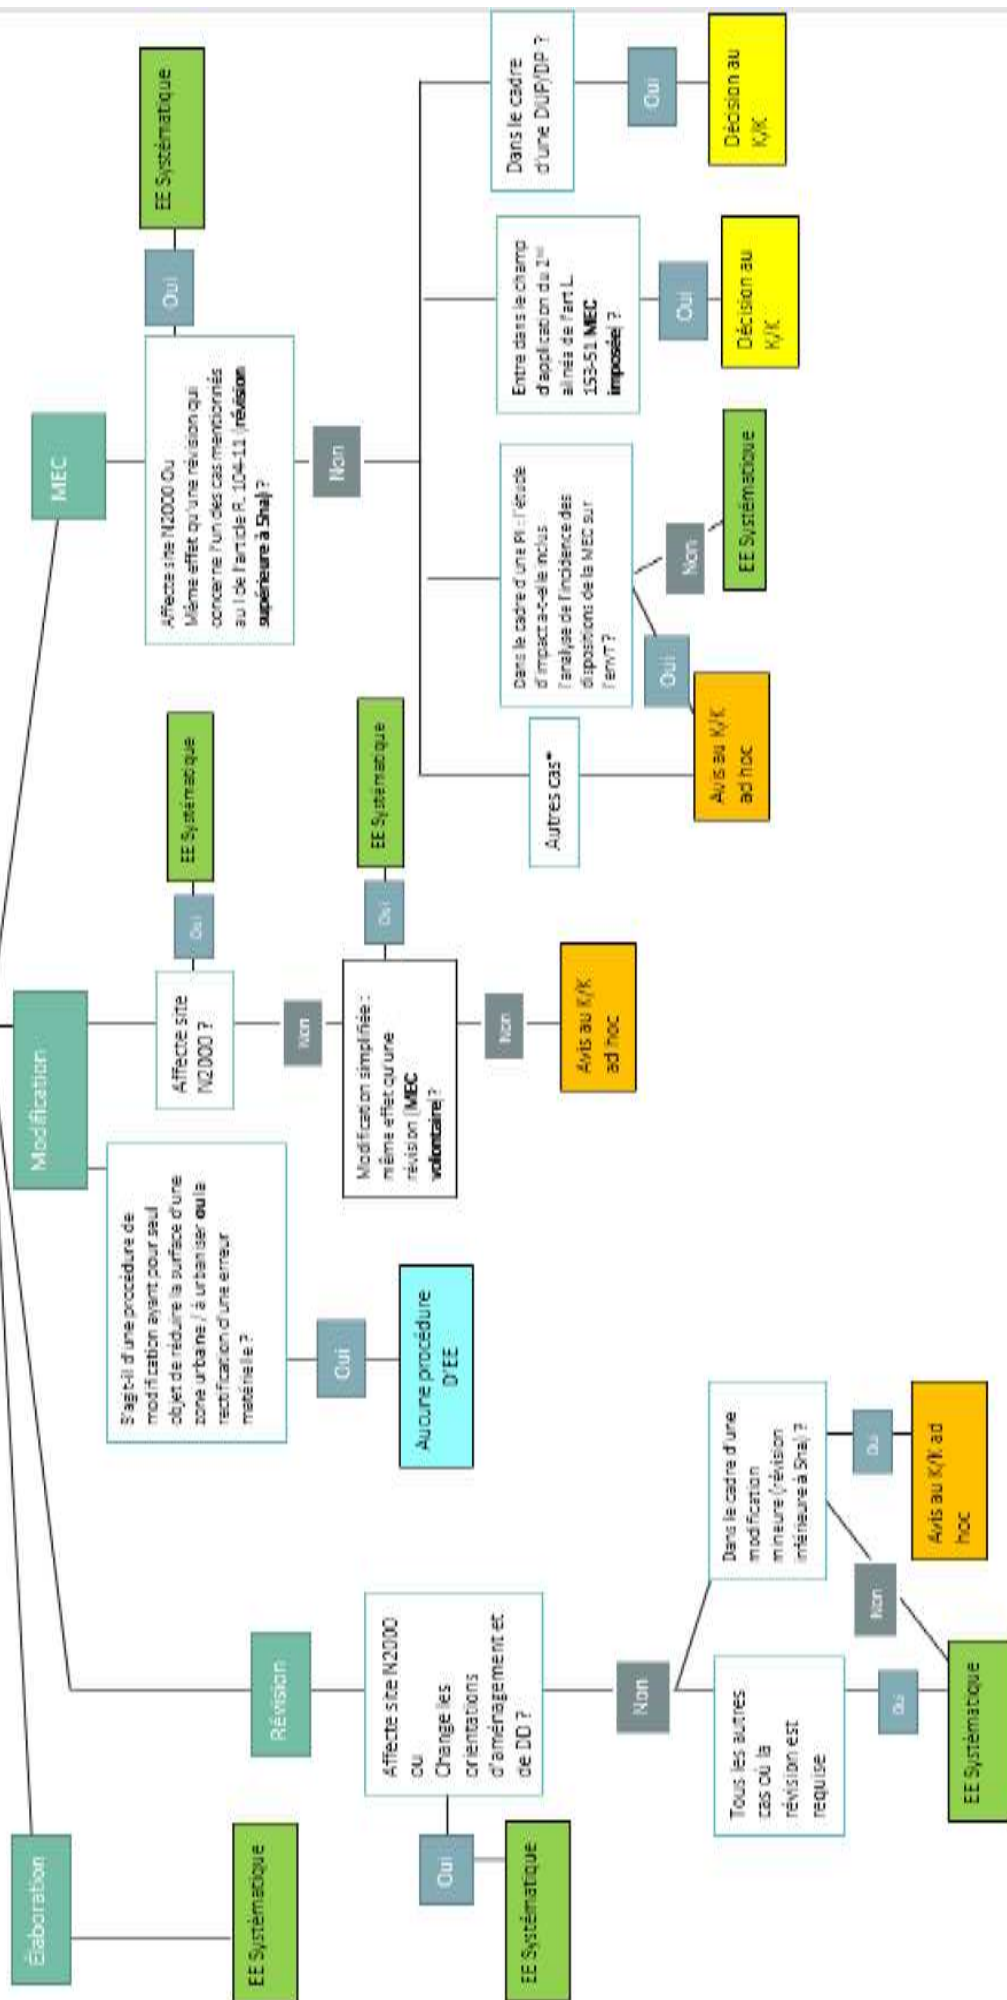 Élaboration
EE Systèmatique
Révision
Affecte site N2000
ou
Change les
orientations
d'aménagement et
de DD ?
Oui
EE Systématique
Non
Tous les autres
cas où la
révision est
requise
Oui
EE Systématique
Dans le cadre d'une
modification
mineure (révision
inférieure à 5ha) ?
Non
Oui
Avis au K/K ad
hoc
Modification
S'agit-il d'une procédure de
modification ayant pour seul
objet de réduire la surface d'une
zone urbaine / à urbaniser ou la
rectification d'une erreur
matérielle ?
Oui
Aucune procédure
D'EE
Affecte site
N2000 ?
Oui
EE Systématique
Non
Modification simplifiée :
même effet qu'une
révision (MEC
volontaire) ?
Oui
EE Systématique
Non
Avis au K/K
ad hoc
MEC
Affecte site N2000 Ou
Même effet qu'une révision qui
concerne l'un des cas mentionnés
au I de l'article R. 104-11 (révision
supérieure à 5ha) ?
Oui
EE Systématique
Non
Autres cas*
Avis au K/K
ad hoc
Dans le cadre d'une PI : l'étude
d'impact a-t-elle inclus
l'analyse de l'incidence des
dispositions de la MEC sur
l'envT ?
Oui
Non
EE Systématique
Entre dans le champ
d'application du 2nd
alinéa de l'art L.
153-51 MEC
imposée) ?
Oui
Décision au
K/K
Dans le cadre
d'une DUP/DP ?
Oui
Décision au
K/K